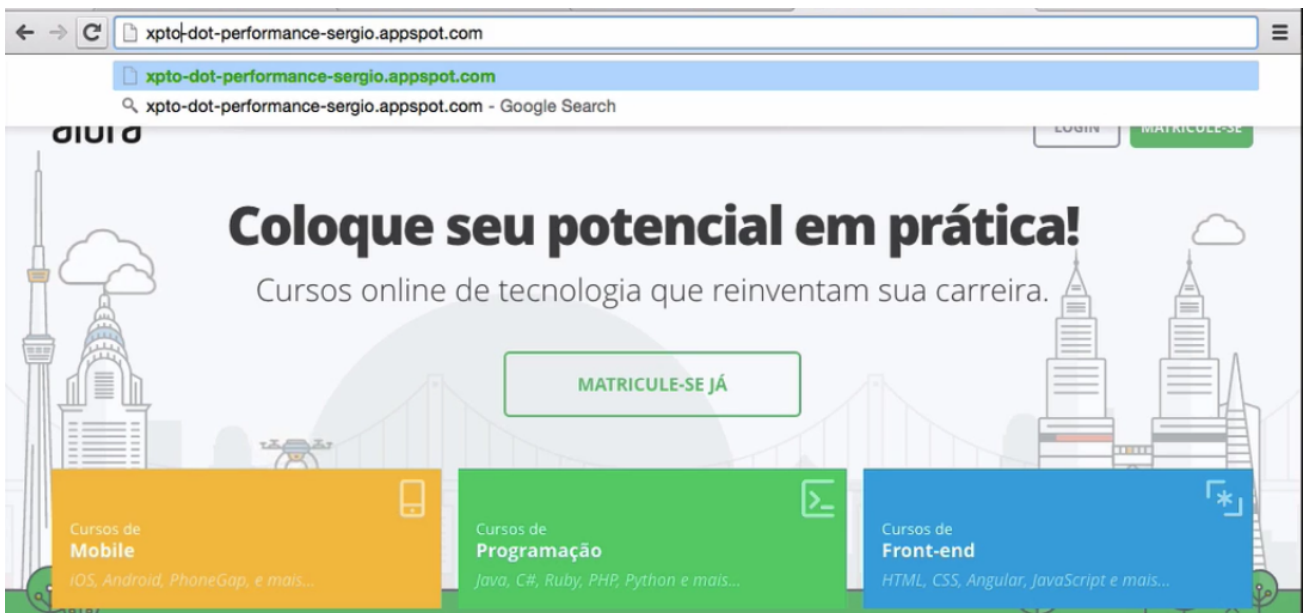 xpto-dot-performance-sergio.appspot.com
xpto-dot-performance-sergio.appspot.com
xpto-dot-performance-sergio.appspot.com - Google Search
alura
LOGIN MATRICULE-SE
Coloque seu potencial em prática!
Cursos online de tecnologia que reinventam sua carreira.
MATRICULE-SE JÁ
Cursos de
Mobile
iOS, Android, PhoneGap, e mais...
Cursos de
Programação
Java, C#, Ruby, PHP, Python e mais...
Cursos de
Front-end
HTML, CSS, Angular, JavaScript e mais...